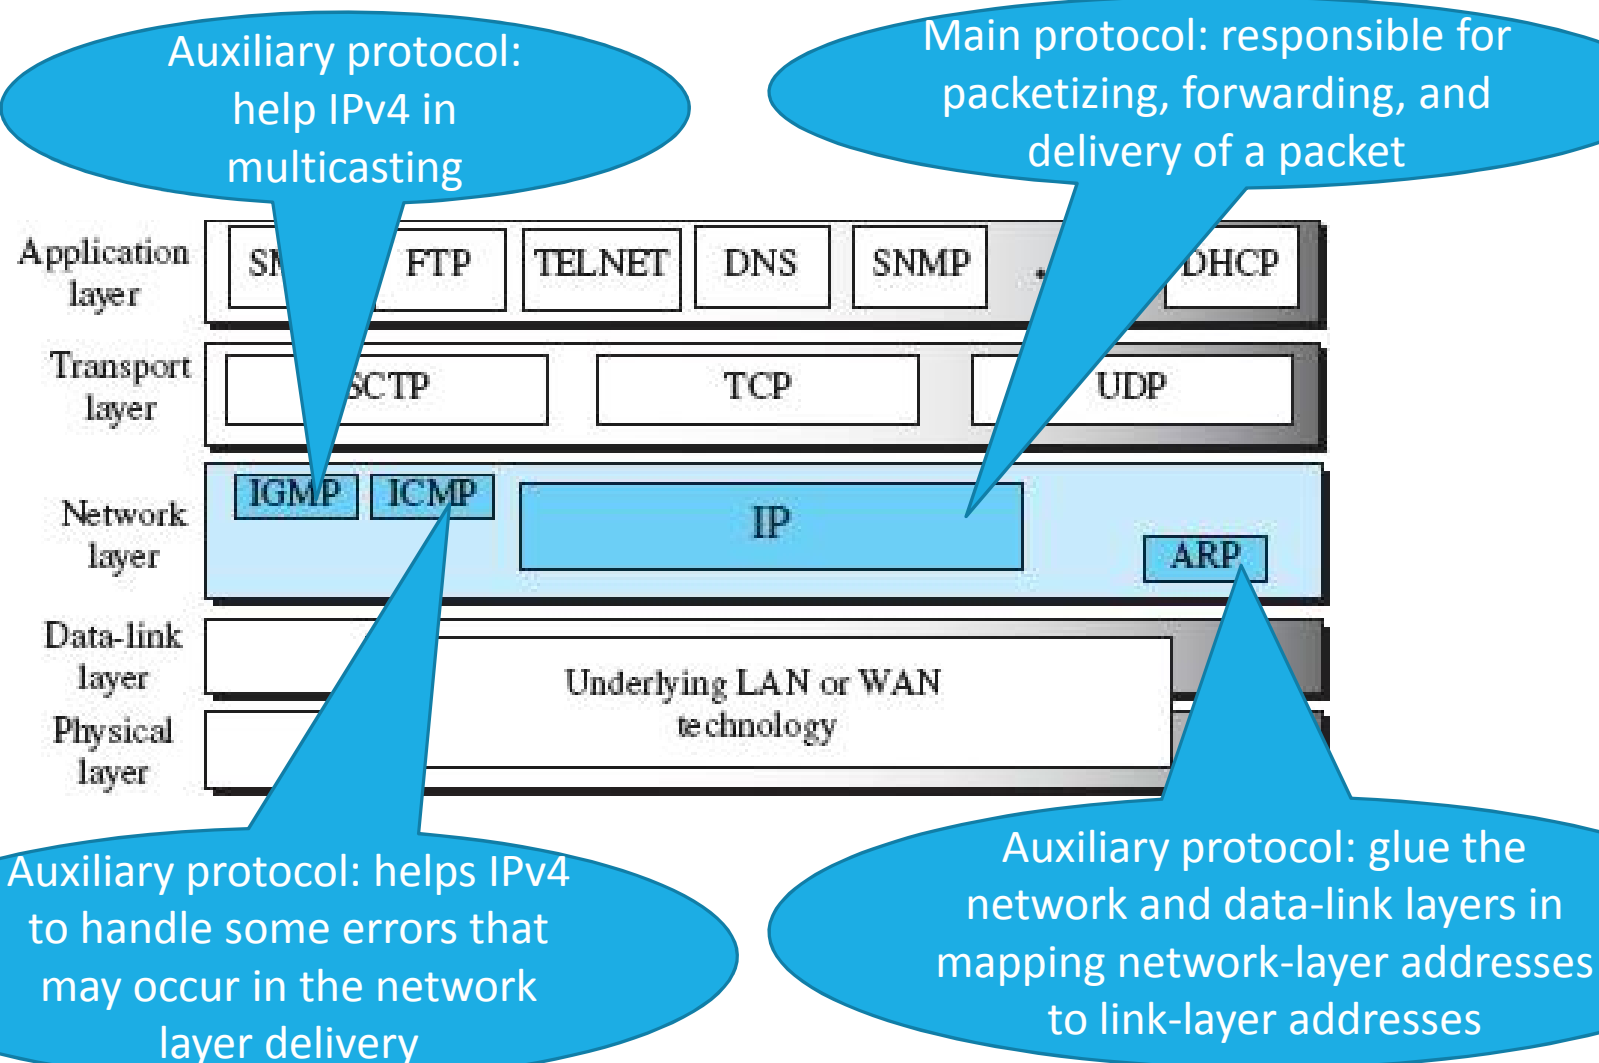 Auxiliary protocol:
help IPv4 in
multicasting
Main protocol: responsible for
packetizing, forwarding, and
delivery of a packet
Application
layer
FTP
TELNET
DNS
SNMP
DHCP
Transport
layer
SCTP
TCP
UDP
Network
layer
IGMP
ICMP
IP
ARP
Data-link
layer
Underlying LAN or WAN
technology
Physical
layer
Auxiliary protocol: helps IPv4
to handle some errors that
may occur in the network
layer delivery
Auxiliary protocol: glue the
network and data-link layers in
mapping network-layer addresses
to link-layer addresses